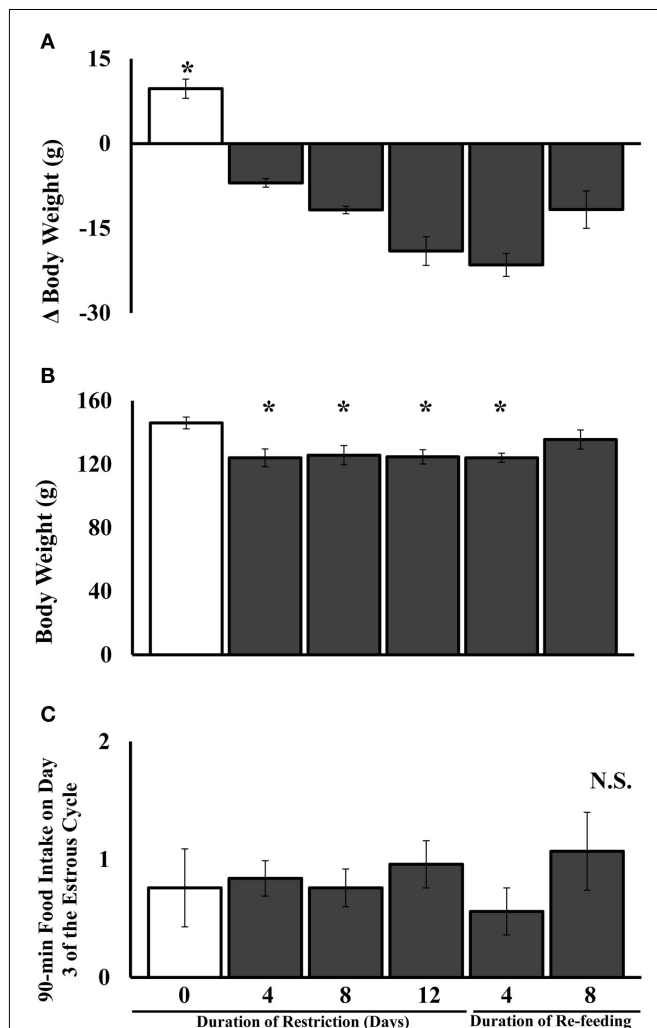 A
15
*
0
-15
-30
Δ Body Weight (g)
B
160
* * * *
120
80
40
0
Body Weight (g)
C
2
N.S.
1
0
90-min Food Intake on Day
3 of the Estrous Cycle
0 4 8 12 4 8
Duration of Restriction (Days) Duration of Re-feeding